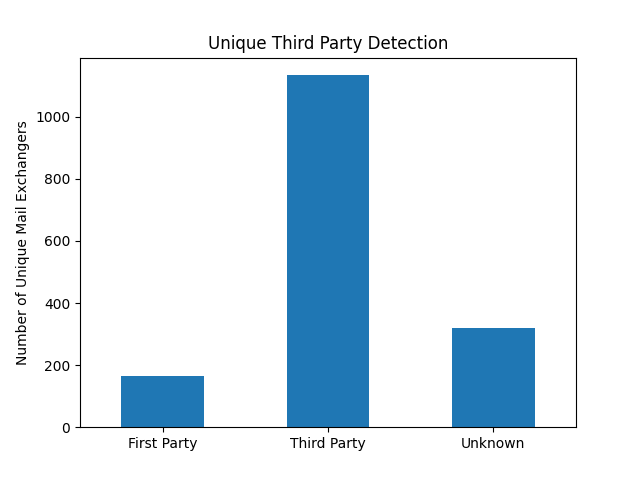 Unique Third Party Detection
Number of Unique Mail Exchangers
1000
800
600
400
200
0
First Party
Third Party
Unknown